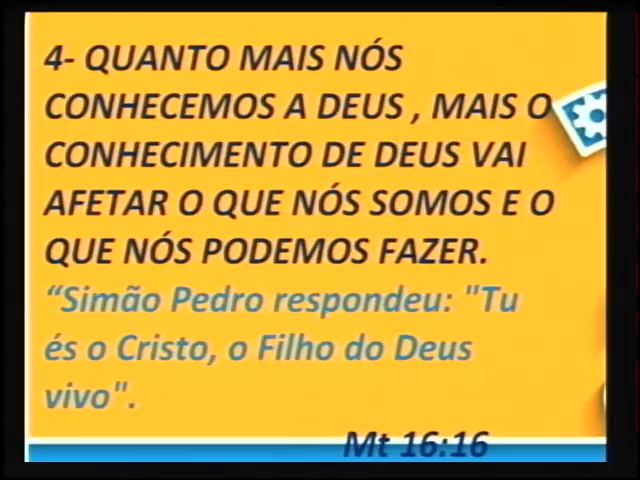 4- QUANTO MAIS NÓS
CONHECEMOS A DEUS , MAIS O
CONHECIMENTO DE DEUS VAI
AFETAR O QUE NÓS SOMOS E O
QUE NÓS PODEMOS FAZER.
“Simão Pedro respondeu: "Tu
és o Cristo, o Filho do Deus
vivo".
Mt 16:16